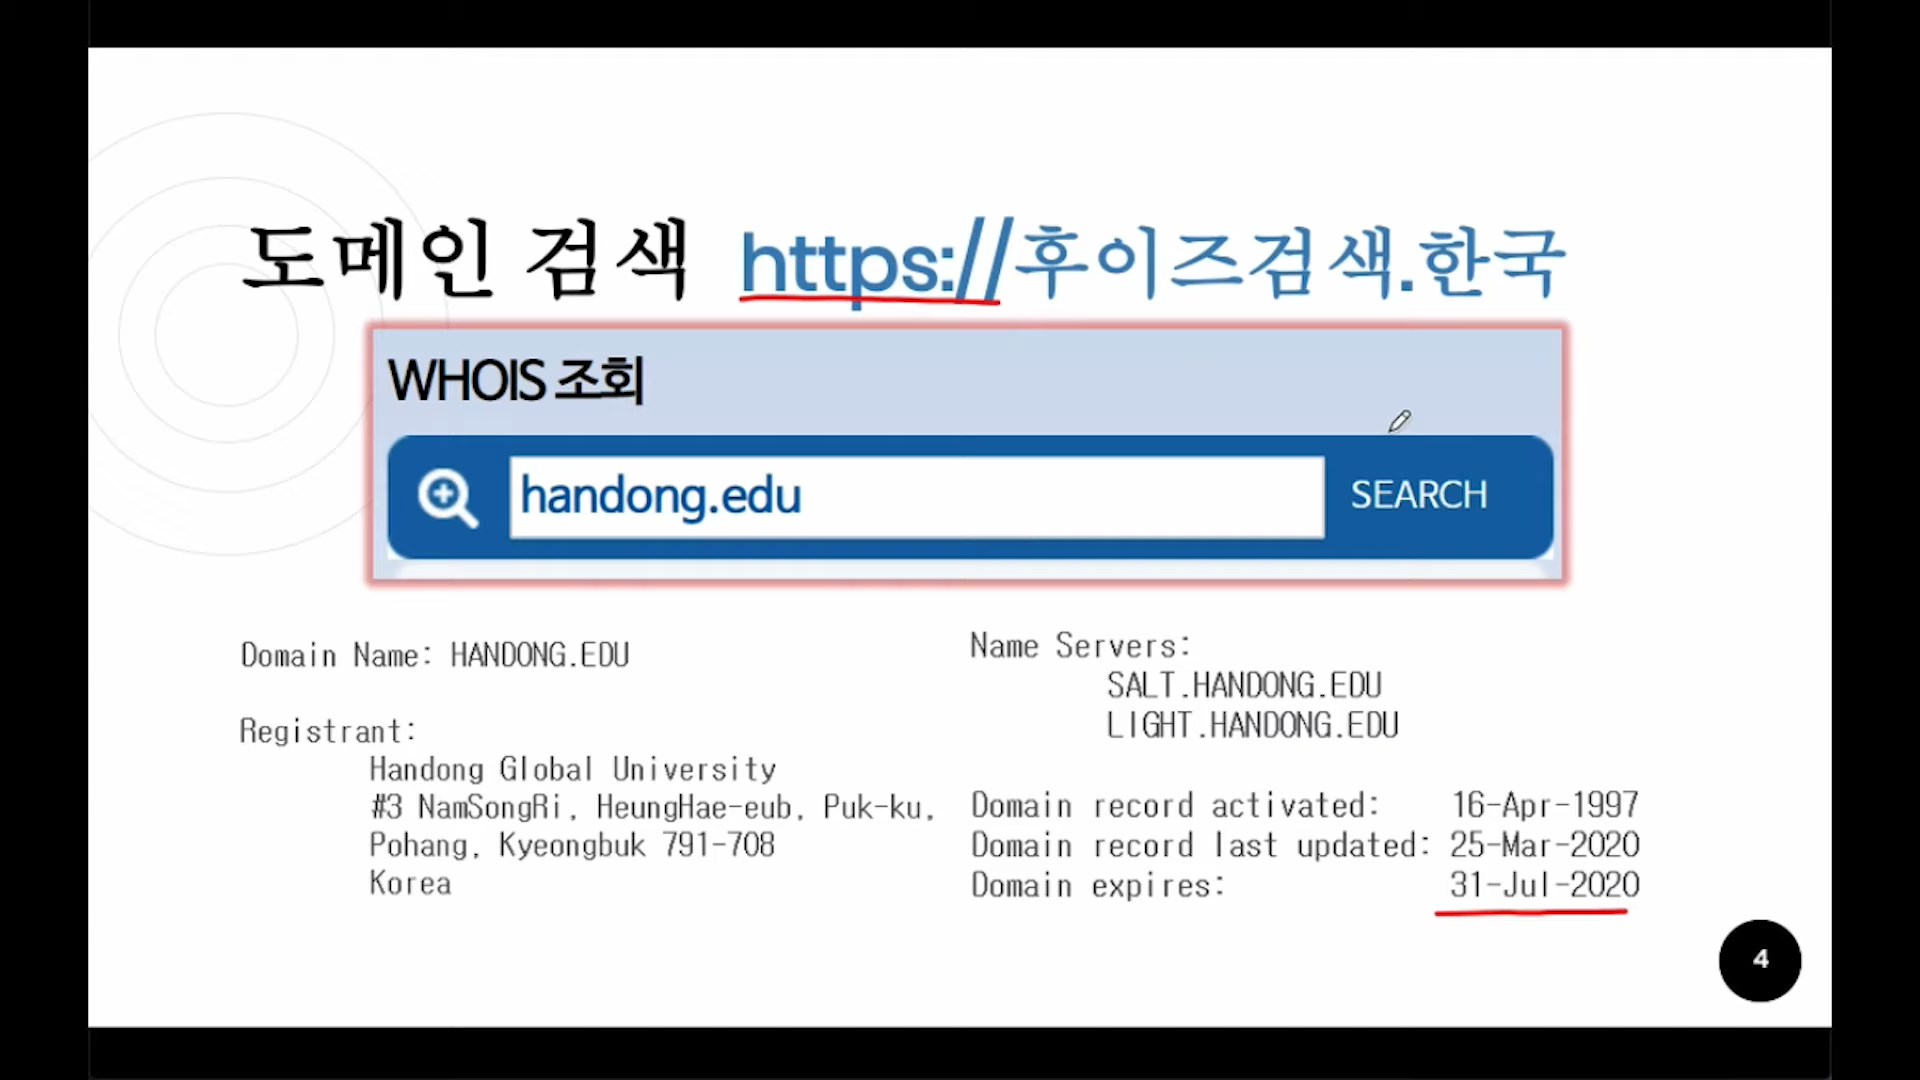 도메인 검색 https://후이즈검색.한국
WHOIS 조회
handong.edu SEARCH
Domain Name: HANDONG.EDU
Registrant:
Handong Global University
#3 NamSongRi, HeungHae-eub, Puk-ku,
Pohang, Kyeongbuk 791-708
Korea
Name Servers:
SALT.HANDONG.EDU
LIGHT.HANDONG.EDU
Domain record activated: 16-Apr-1997
Domain record last updated: 25-Mar-2020
Domain expires: 31-Jul-2020
4